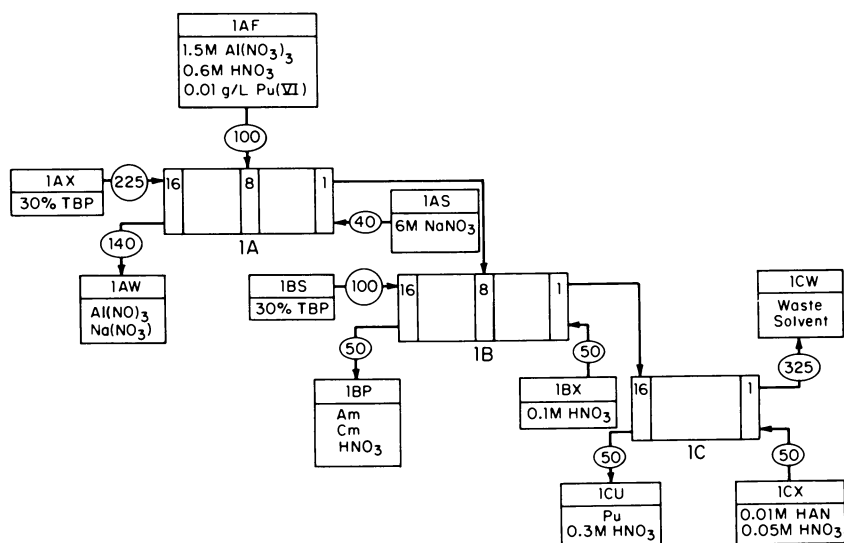 1AF
1.5M Al(NO₃)₃
0.6M HNO₃
0.01 g/L Pu(VI)
100
1AX
30% TBP
225
16
8
1
1A
40
1AS
6M NaNO₃
140
1AW
Al(NO)₃
Na(NO₃)
1BS
30% TBP
100
16
8
1
1B
50
1BP
Am
Cm
HNO₃
50
1BX
0.1M HNO₃
1CW
Waste
Solvent
325
16
1
1C
50
1CU
Pu
0.3M HNO₃
50
1CX
0.01M HAN
0.05M HNO₃